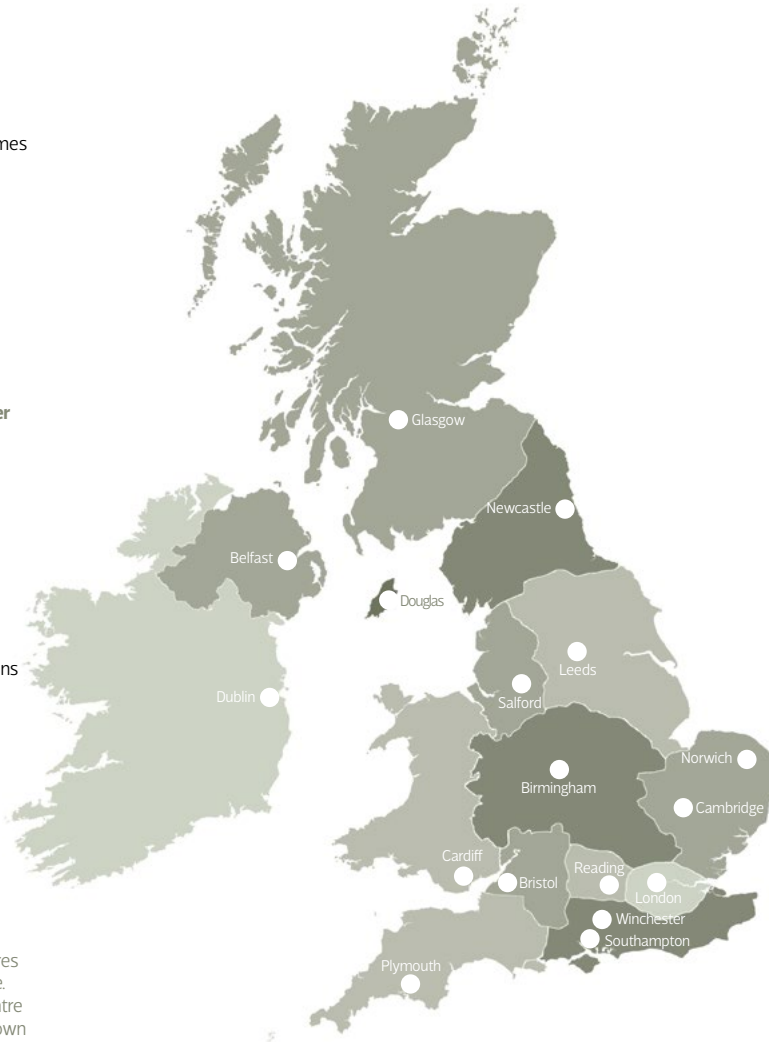 mes
er
ns
es
e.
tre
own
Glasgow
Newcastle
Belfast
Douglas
Leeds
Dublin
Salford
Norwich
Birmingham
Cambridge
Cardiff
Reading
Bristol
London
Winchester
Southampton
Plymouth